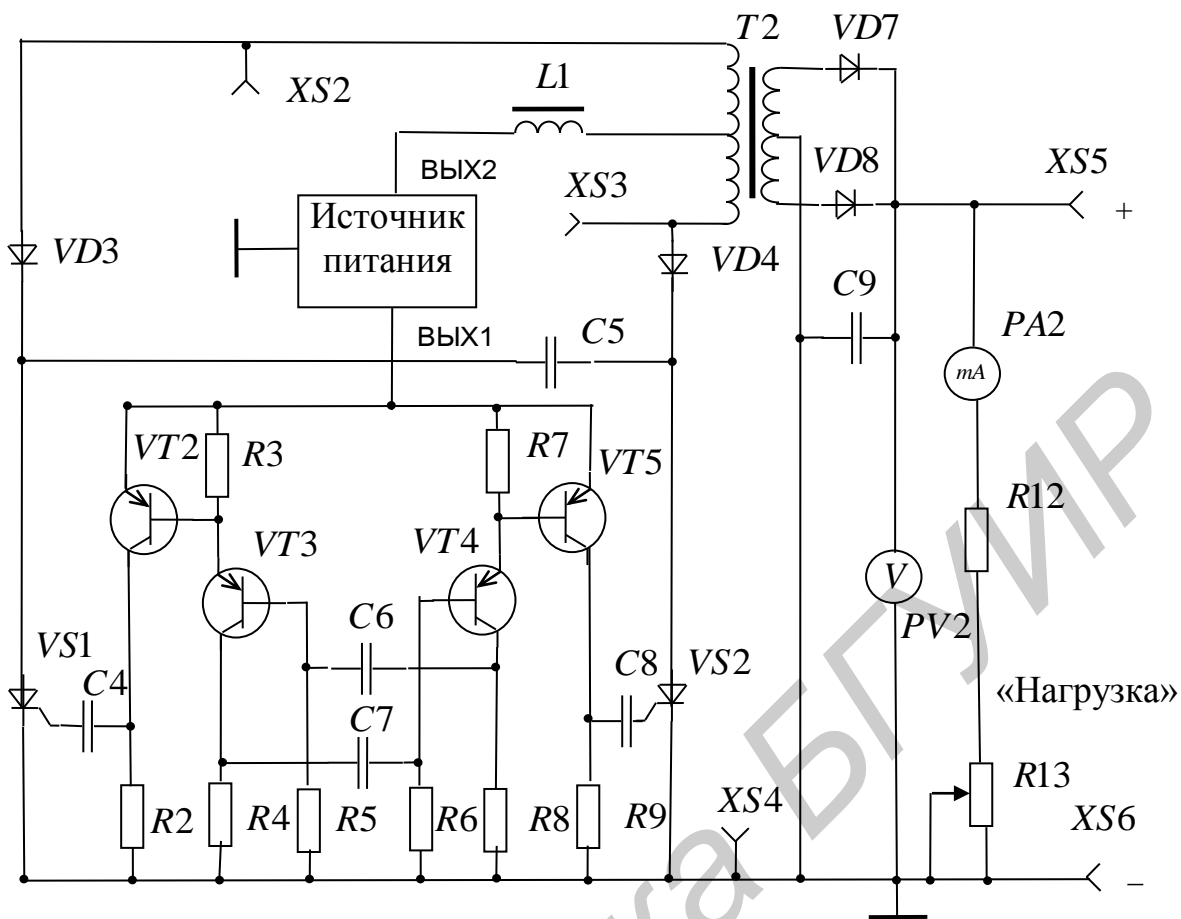 T2
VD7
XS2
L1
ВЫХ2
XS3
VD8
XS5
+
Источник
питания
VD3
VD4
C9
ВЫХ1
C5
PA2
mA
VT2
R3
R7
VT5
R12
VT3
VT4
C6
V
PV2
VS1
C4
C7
C8
VS2
«Нагрузка»
R2
R4
R5
R6
R8
R9
XS4
R13
XS6
–
ка БГУИР